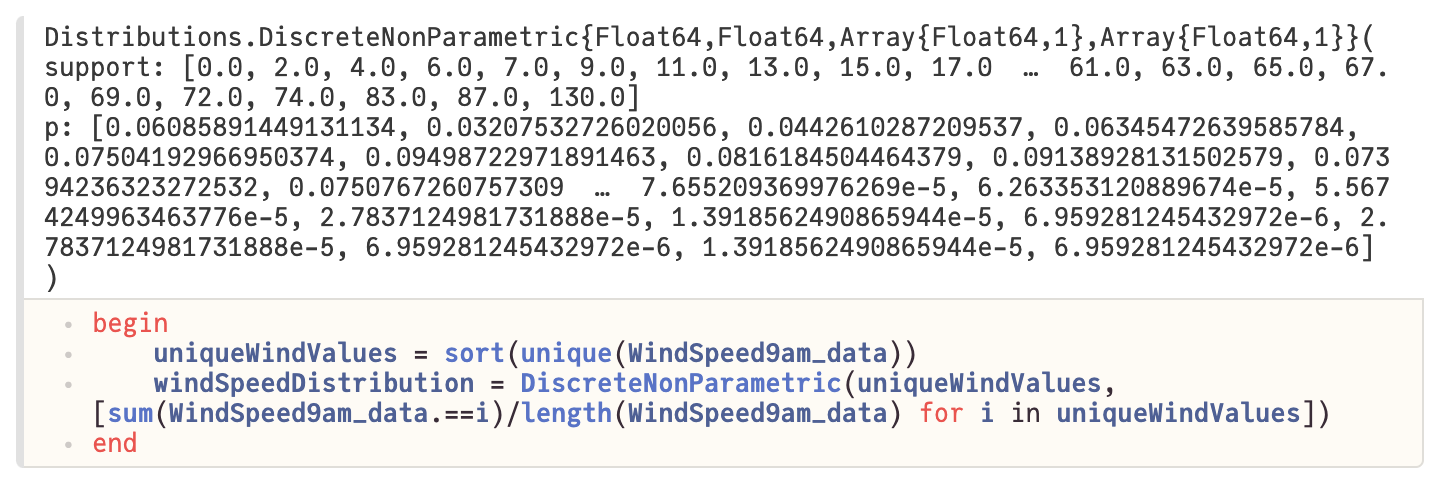 Distributions.DiscreteNonParametric{Float64,Float64,Array{Float64,1},Array{Float64,1}}(
support: [0.0, 2.0, 4.0, 6.0, 7.0, 9.0, 11.0, 13.0, 15.0, 17.0  …  61.0, 63.0, 65.0, 67.
0, 69.0, 72.0, 74.0, 83.0, 87.0, 130.0]
p: [0.06085891449131134, 0.03207532726020056, 0.0442610287209537, 0.06345472639585784,
0.07504192966950374, 0.09498722971891463, 0.0816184504464379, 0.09138928131502579, 0.073
94236323272532, 0.0750767260757309  …  7.655209369976269e-5, 6.263353120889674e-5, 5.567
4249963463776e-5, 2.7837124981731888e-5, 1.3918562490865944e-5, 6.959281245432972e-6, 2.
7837124981731888e-5, 6.959281245432972e-6, 1.3918562490865944e-5, 6.959281245432972e-6]
)
begin
    uniqueWindValues = sort(unique(WindSpeed9am_data))
    windSpeedDistribution = DiscreteNonParametric(uniqueWindValues,
[sum(WindSpeed9am_data.==i)/length(WindSpeed9am_data) for i in uniqueWindValues])
end